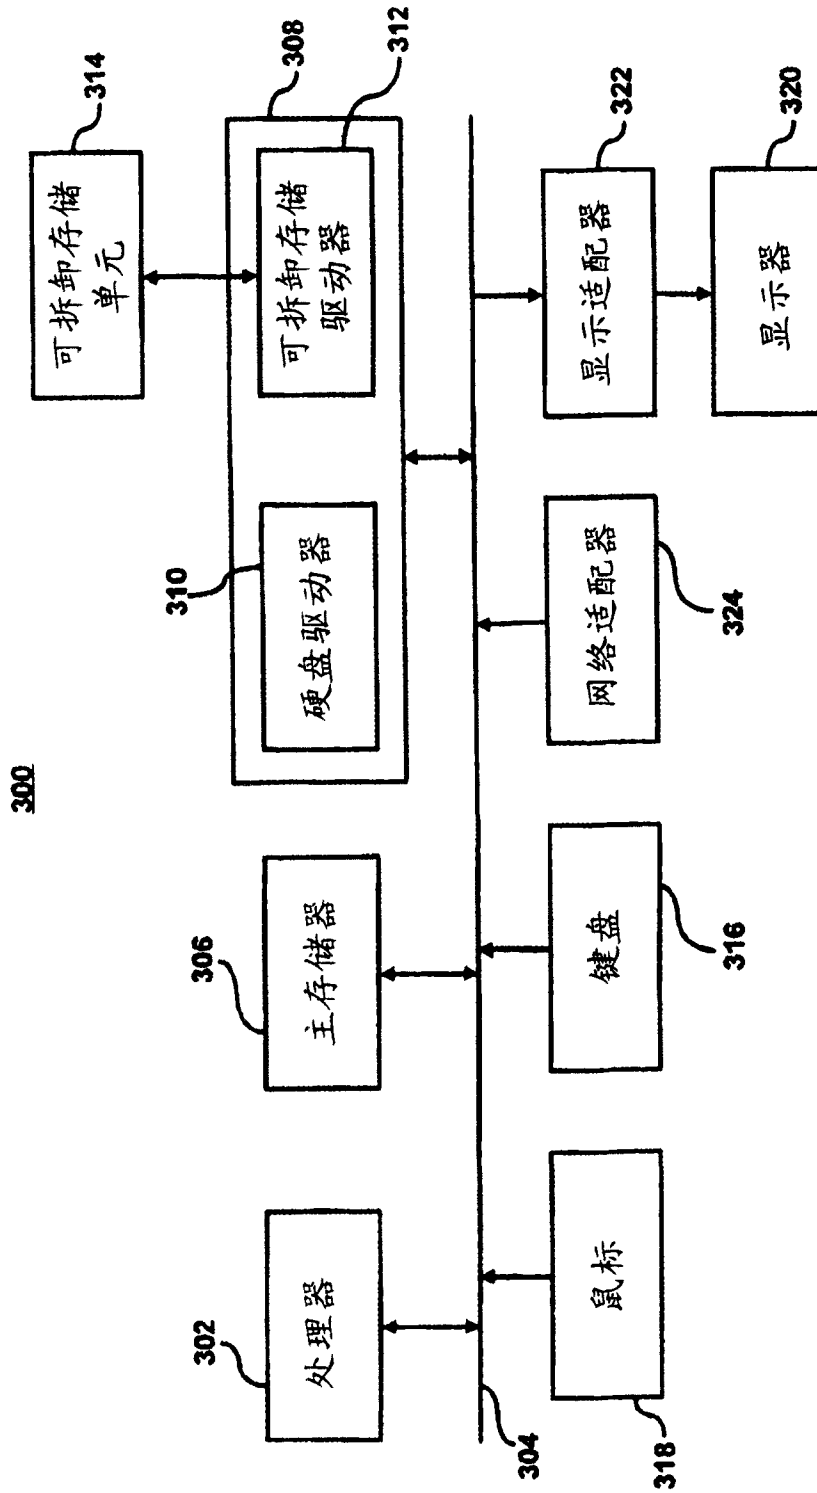 300
314
可拆卸存储
单元
308
312
可拆卸存储
驱动器
310
硬盘驱动器
306
主存储器
302
处理器
304
318
鼠标
316
键盘
324
网络适配器
322
显示适配器
320
显示器